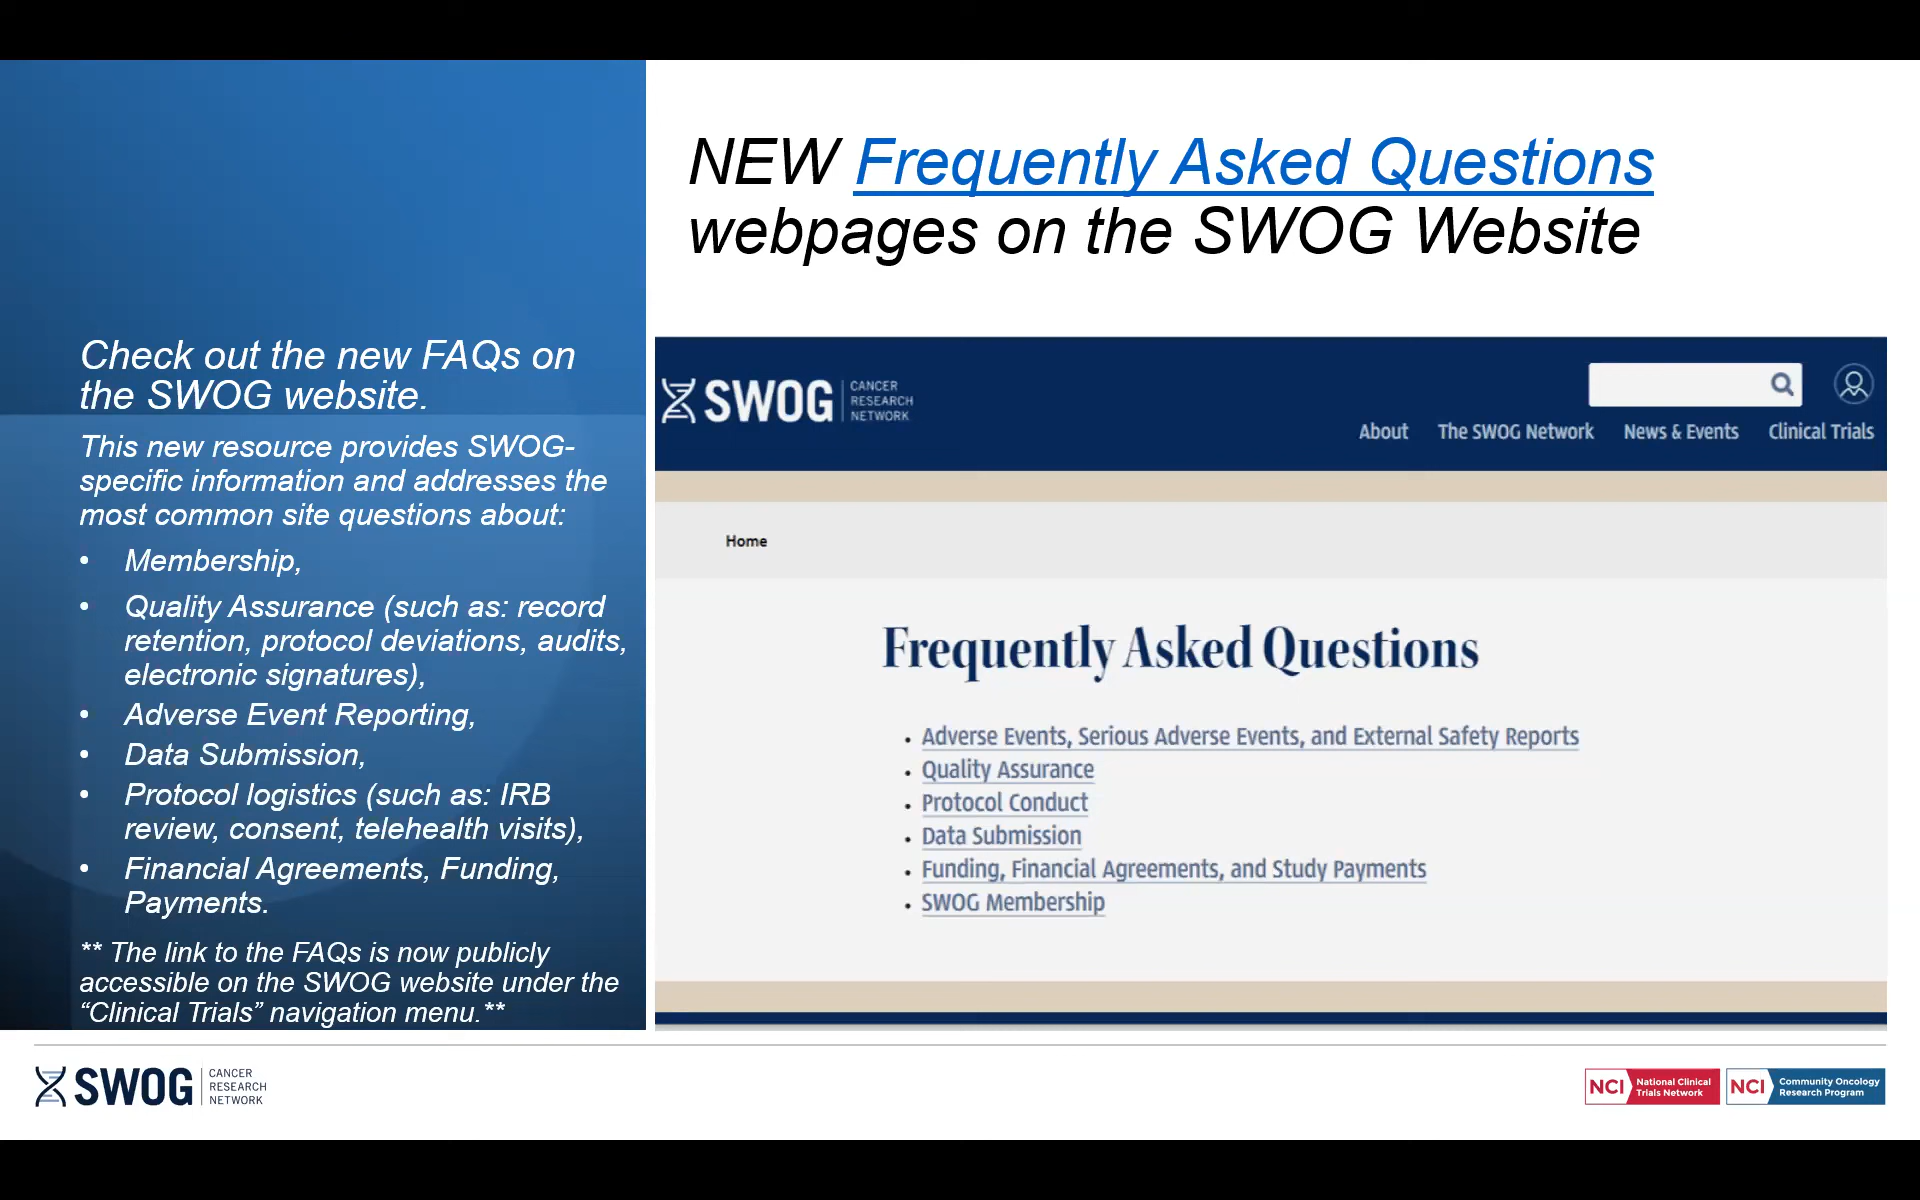 NEW Frequently Asked Questions
webpages on the SWOG Website
Check out the new FAQs on
the SWOG website.
This new resource provides SWOG-
specific information and addresses the
most common site questions about:
• Membership,
• Quality Assurance (such as: record
retention, protocol deviations, audits,
electronic signatures),
• Adverse Event Reporting,
• Data Submission,
• Protocol logistics (such as: IRB
review, consent, telehealth visits),
• Financial Agreements, Funding,
Payments.
** The link to the FAQs is now publicly
accessible on the SWOG website under the
“Clinical Trials” navigation menu.**
SWOG CANCER
RESEARCH
NETWORK
About The SWOG Network News & Events Clinical Trials
Home
Frequently Asked Questions
• Adverse Events, Serious Adverse Events, and External Safety Reports
• Quality Assurance
• Protocol Conduct
• Data Submission
• Funding, Financial Agreements, and Study Payments
• SWOG Membership
SWOG CANCER
RESEARCH
NETWORK
NCI National Clinical
Trials Network
NCI Community Oncology
Research Program